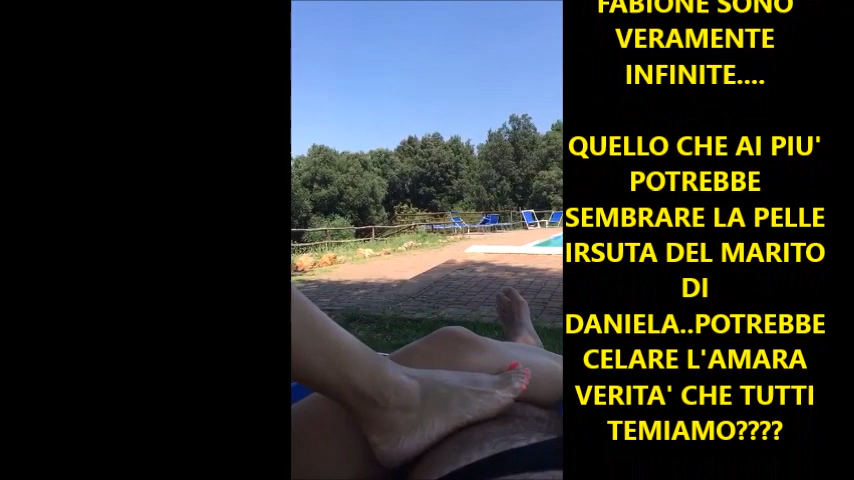 FABIONE SONO
VERAMENTE
INFINITE....
QUELLO CHE AI PIU'
POTREBBE
SEMBRARE LA PELLE
IRSUTA DEL MARITO
DI
DANIELA..POTREBBE
CELARE L'AMARA
VERITA' CHE TUTTI
TEMIAMO????